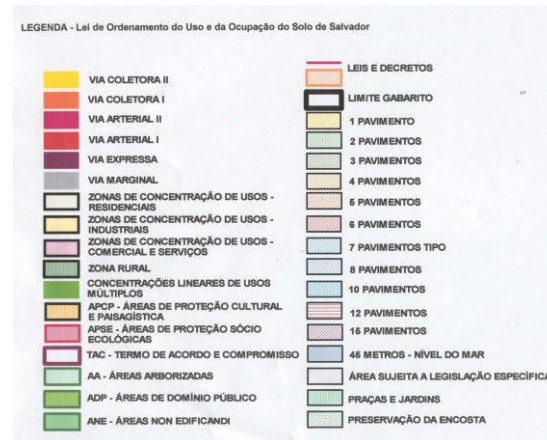 LEGENDA - Lei de Ordenamento do Uso e da Ocupação do Solo de Salvador
VIA COLETORA II
VIA COLETORA I
VIA ARTERIAL II
VIA ARTERIAL I
VIA EXPRESSA
VIA MARGINAL
ZONAS DE CONCENTRAÇÃO DE USOS -
RESIDENCIAIS
ZONAS DE CONCENTRAÇÃO DE USOS -
INDUSTRIAIS
ZONAS DE CONCENTRAÇÃO DE USOS -
COMERCIAL E SERVIÇOS
ZONA RURAL
CONCENTRAÇÕES LINEARES DE USOS
MÚLTIPLOS
APCP - ÁREAS DE PROTEÇÃO CULTURAL
E PAISAGÍSTICA
APSE - ÁREAS DE PROTEÇÃO SÓCIO
ECOLÓGICAS
TAC - TERMO DE ACORDO E COMPROMISSO
AA - ÁREAS ARBORIZADAS
ADP - ÁREAS DE DOMÍNIO PÚBLICO
ANE - ÁREAS NON EDIFICANDI
LEIS E DECRETOS
LIMITE GABARITO
1 PAVIMENTO
2 PAVIMENTOS
3 PAVIMENTOS
4 PAVIMENTOS
5 PAVIMENTOS
6 PAVIMENTOS
7 PAVIMENTOS TIPO
8 PAVIMENTOS
10 PAVIMENTOS
12 PAVIMENTOS
15 PAVIMENTOS
45 METROS - NÍVEL DO MAR
ÁREA SUJEITA A LEGISLAÇÃO ESPECÍFICA
PRAÇAS E JARDINS
PRESERVAÇÃO DA ENCOSTA